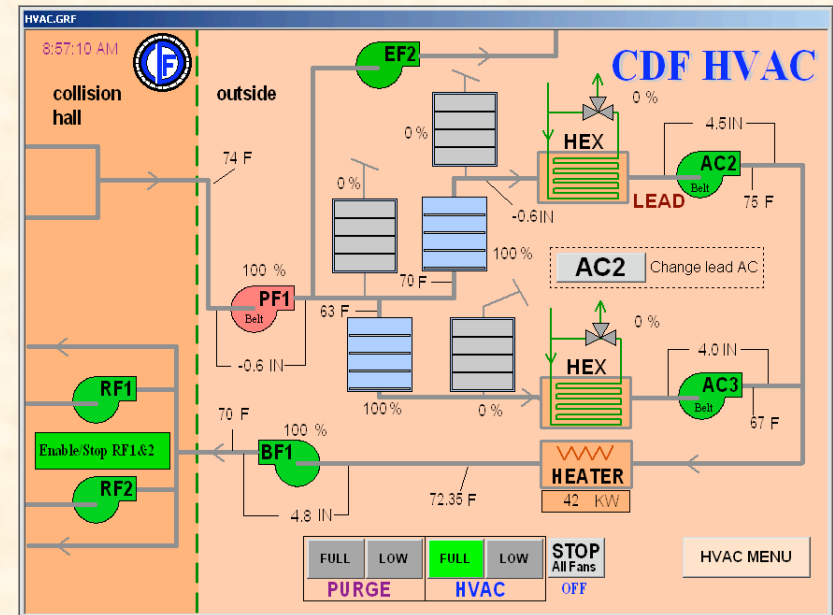 HVAC.GRF
8:57:10 AM
CDF HVAC
collision
hall
outside
EF2
0 %
0 %
4.5IN
HEX
AC2
Belt
74 F
0 %
-0.6IN
LEAD
75 F
100 %
100 %
AC2
Change lead AC
PF1
Belt
70 F
63 F
0 %
-0.6 IN
HEX
4.0 IN
AC3
Belt
RF1
100%
0 %
67 F
70 F
100 %
Enable/Stop RF1&2
BF1
HEATER
RF2
72.35 F
42 KW
4.8 IN
FULL
LOW
FULL
LOW
STOP
All Fans
HVAC MENU
PURGE
HVAC
OFF